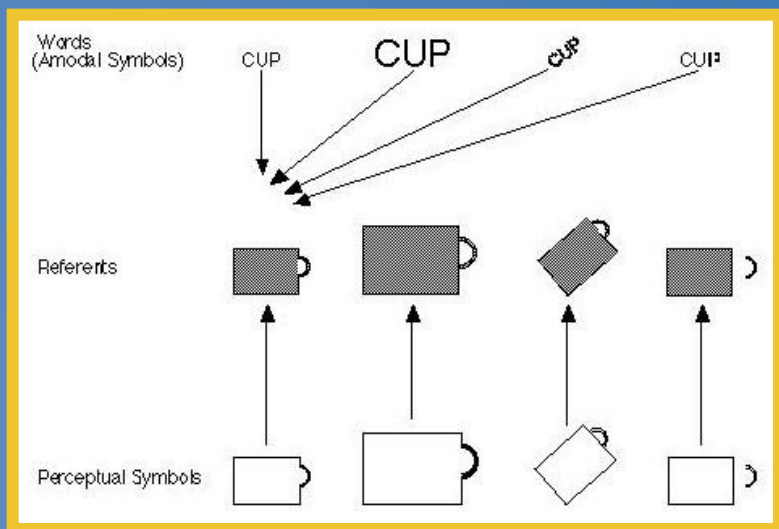 Words
(Amodal Symbols)
CUP
CUP
CUP
CUP
Referents
Perceptual Symbols